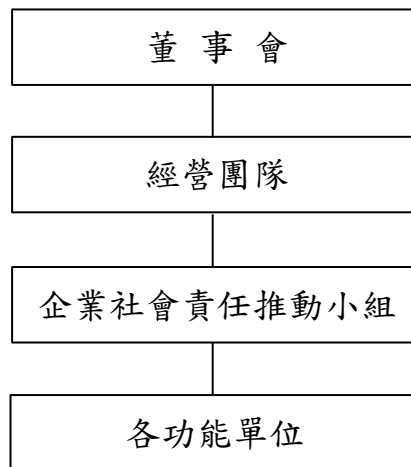 董 事 會
經營團隊
企業社會責任推動小組
各功能單位